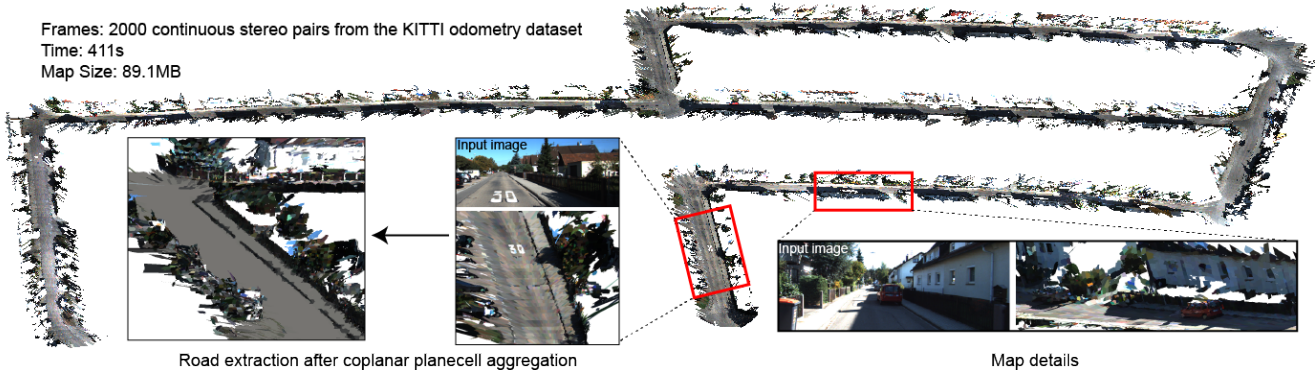 Frames: 2000 continuous stereo pairs from the KITTI odometry dataset
Time: 411s
Map Size: 89.1MB
Input image
30
30
Input image
Road extraction after coplanar planecell aggregation
Map details